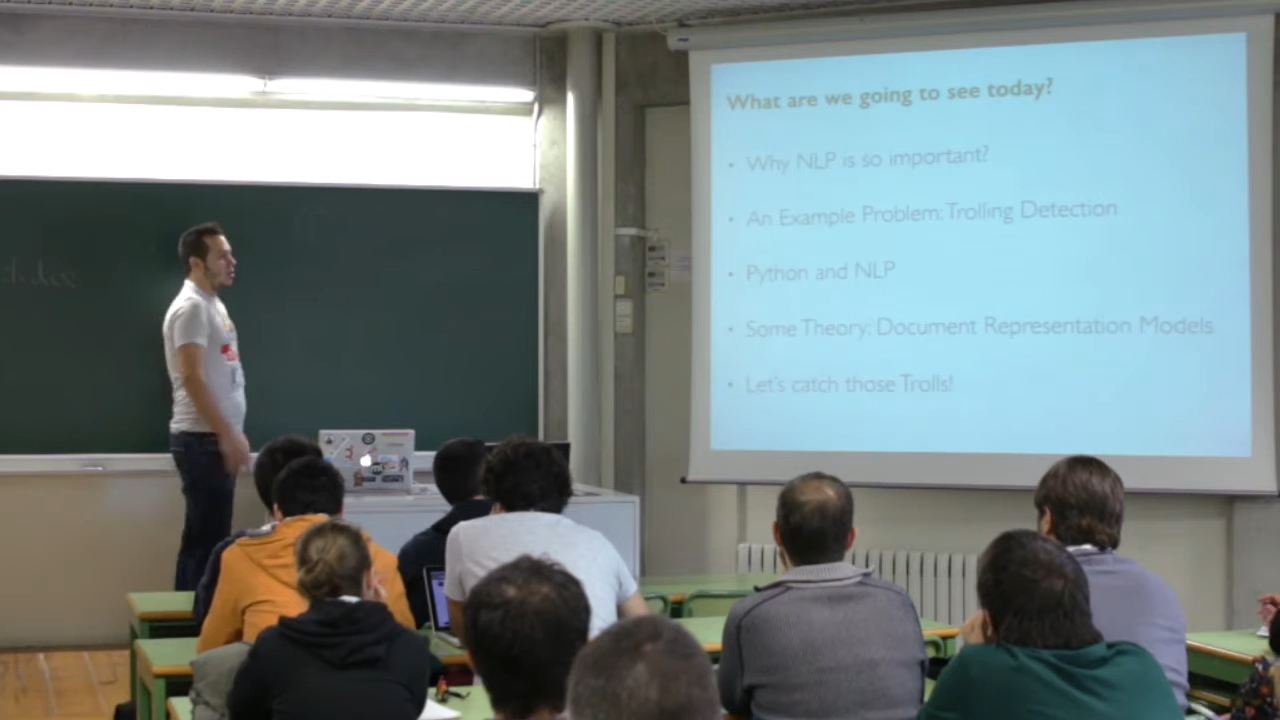 What are we going to see today?
• Why NLP is so important?
• An Example Problem: Trolling Detection
• Python and NLP
• Some Theory: Document Representation Models
• Let's catch those Trolls!